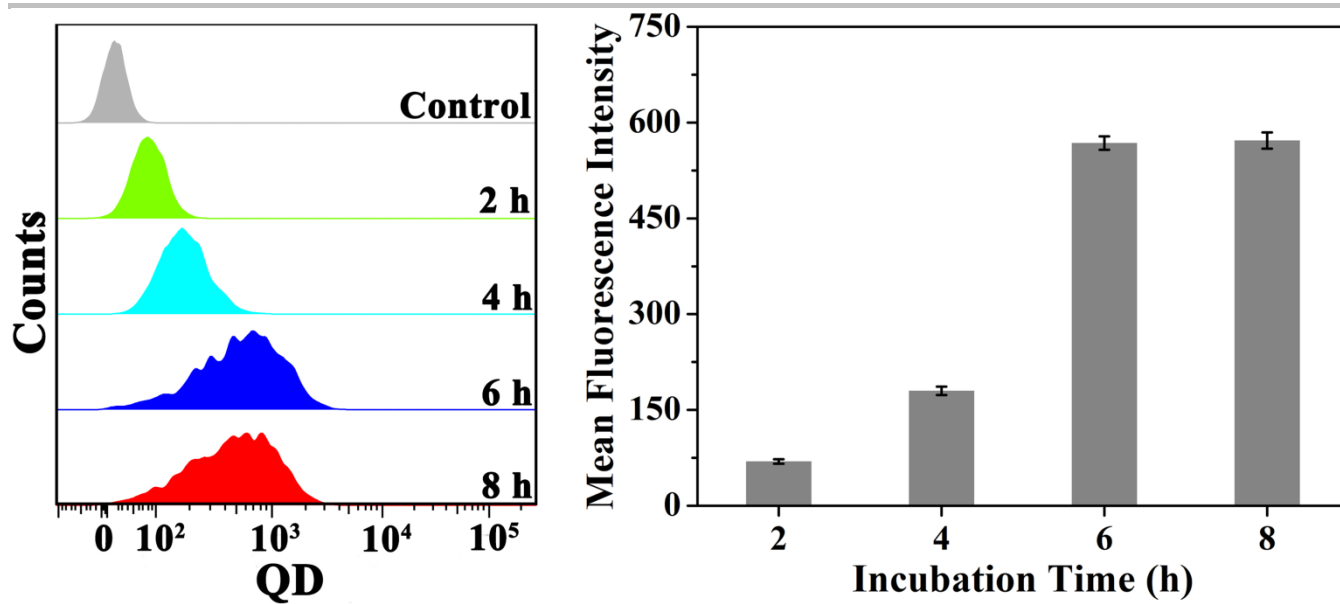 Control
2 h
4 h
6 h
8 h
Counts
0 10² 10³ 10⁴ 10⁵
QD
Mean Fluorescence Intensity
750
600
450
300
150
0
2 4 6 8
Incubation Time (h)